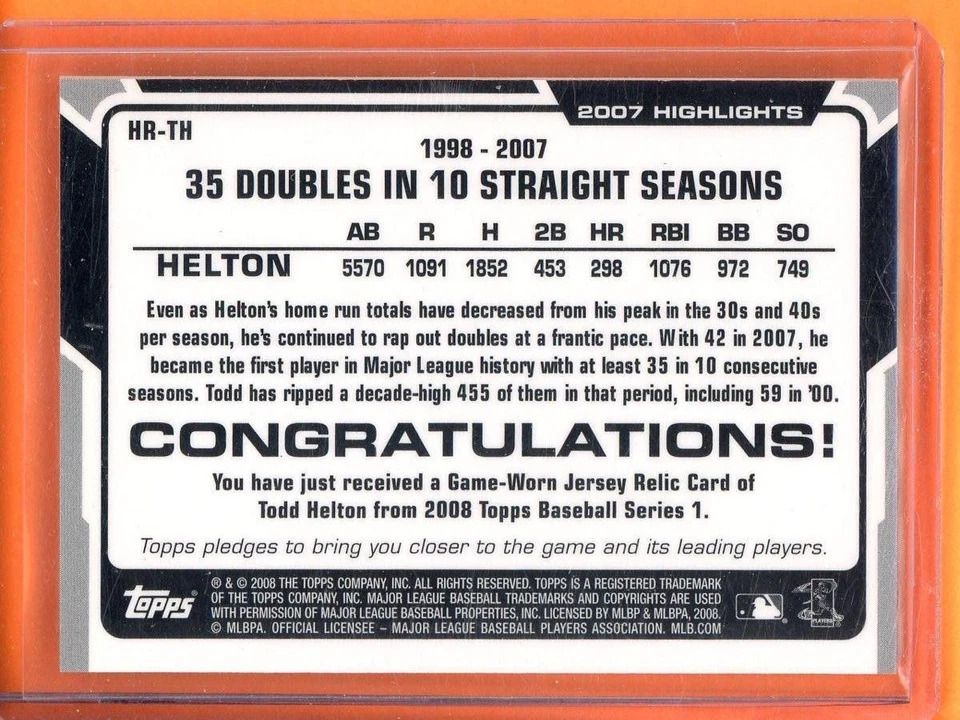 2007 HIGHLIGHTS
HR-TH
1998 - 2007
35 DOUBLES IN 10 STRAIGHT SEASONS
AB R H 2B HR RBI BB SO
HELTON 5570 1091 1852 453 298 1076 972 749
Even as Helton's home run totals have decreased from his peak in the 30s and 40s
per season, he's continued to rap out doubles at a frantic pace. With 42 in 2007, he
became the first player in Major League history with at least 35 in 10 consecutive
seasons. Todd has ripped a decade-high 455 of them in that period, including 59 in '00.
CONGRATULATIONS!
You have just received a Game-Worn Jersey Relic Card of
Todd Helton from 2008 Topps Baseball Series 1.
Topps pledges to bring you closer to the game and its leading players.
topps®
® & © 2008 THE TOPPS COMPANY, INC. ALL RIGHTS RESERVED. TOPPS IS A REGISTERED TRADEMARK
OF THE TOPPS COMPANY, INC. MAJOR LEAGUE BASEBALL TRADEMARKS AND COPYRIGHTS ARE USED
WITH PERMISSION OF MAJOR LEAGUE BASEBALL PROPERTIES, INC. LICENSED BY MLBP & MLBPA, 2008.
© MLBPA. OFFICIAL LICENSEE – MAJOR LEAGUE BASEBALL PLAYERS ASSOCIATION. MLB.COM
PLAYERS